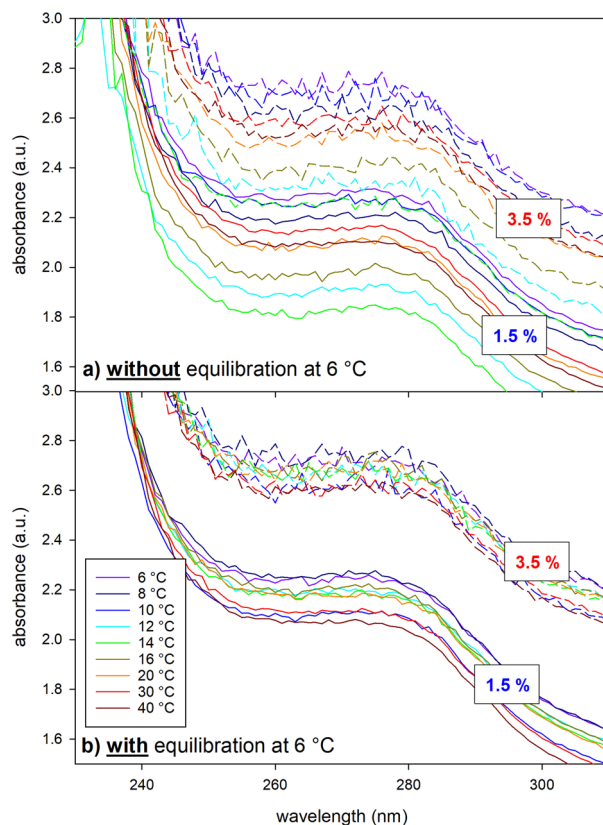 3.0
2.8
2.6
2.4
2.2
2.0
1.8
1.6
absorbance (a.u.)
3.5 %
1.5 %
a) without equilibration at 6 °C
3.0
2.8
2.6
2.4
2.2
2.0
1.8
1.6
absorbance (a.u.)
3.5 %
1.5 %
6 °C
8 °C
10 °C
12 °C
14 °C
16 °C
20 °C
30 °C
40 °C
b) with equilibration at 6 °C
240 260 280 300
wavelength (nm)